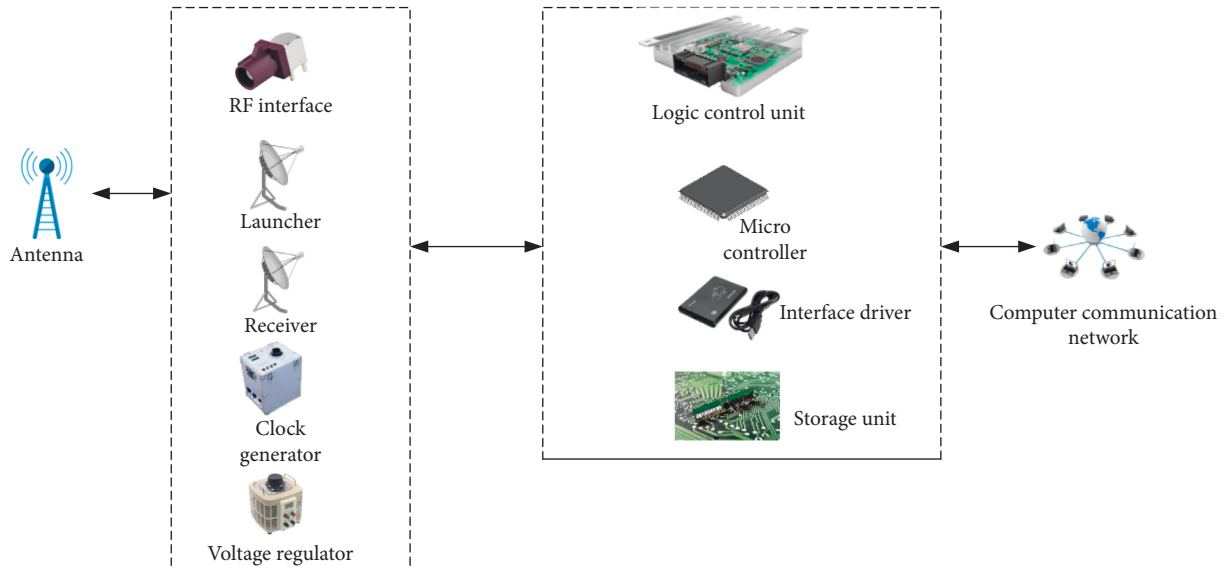 Antenna
RF interface
Launcher
Receiver
Clock
generator
Voltage regulator
Logic control unit
Micro
controller
Interface driver
Storage unit
Computer communication
network